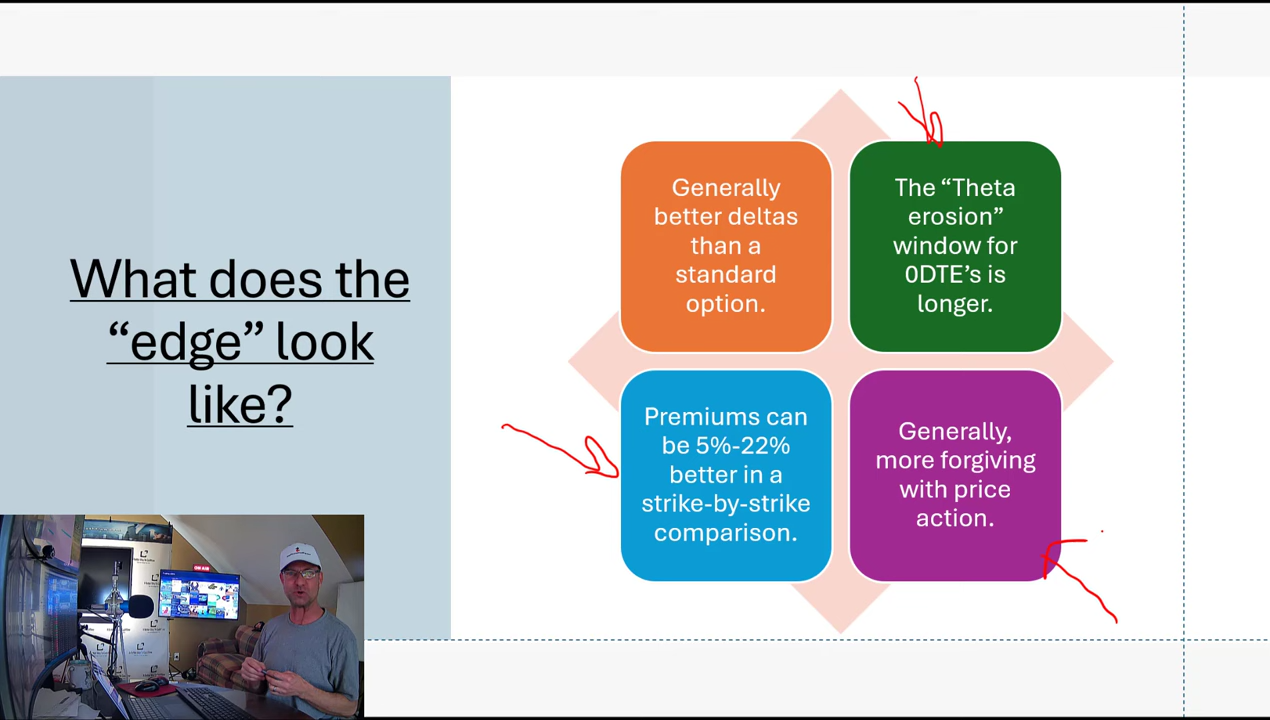 What does the
“edge” look
like?
Generally
better deltas
than a
standard
option.
The “Theta
erosion”
window for
0DTE’s is
longer.
Premiums can
be 5%-22%
better in a
strike-by-strike
comparison.
Generally,
more forgiving
with price
action.